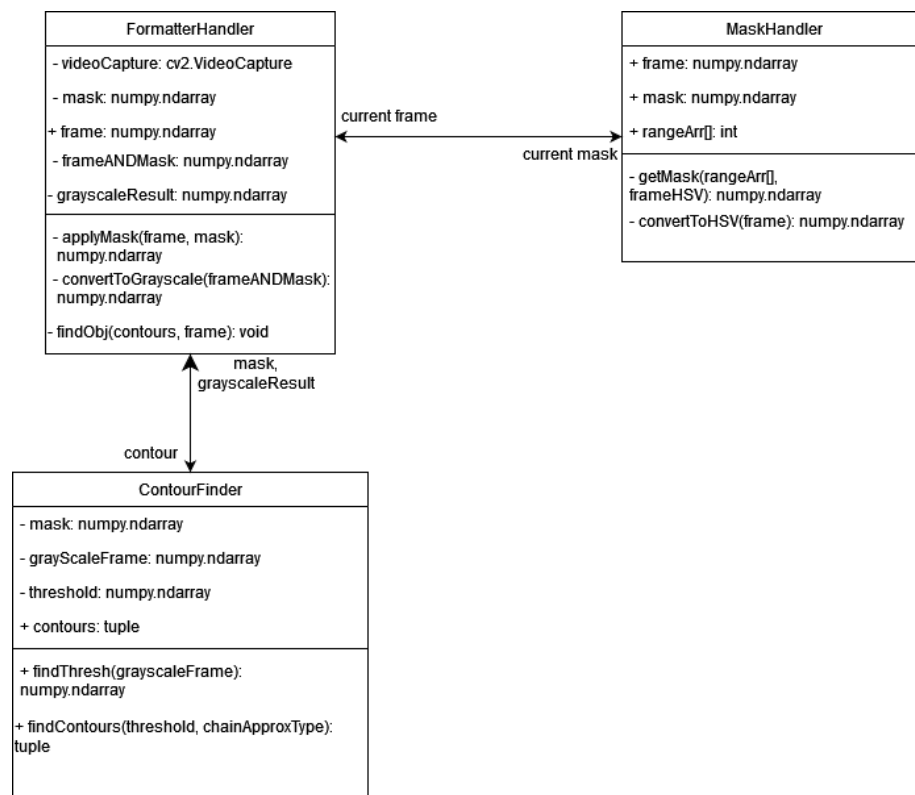 FormatterHandler
- videoCapture: cv2.VideoCapture
- mask: numpy.ndarray
+ frame: numpy.ndarray
- frameANDMask: numpy.ndarray
- grayscaleResult: numpy.ndarray
- applyMask(frame, mask):
numpy.ndarray
- convertToGrayscale(frameANDMask):
numpy.ndarray
- findObj(contours, frame): void
current frame
current mask
MaskHandler
+ frame: numpy.ndarray
+ mask: numpy.ndarray
+ rangeArr[]: int
- getMask(rangeArr[],
frameHSV): numpy.ndarray
- convertToHSV(frame): numpy.ndarray
mask,
grayscaleResult
contour
ContourFinder
- mask: numpy.ndarray
- grayScaleFrame: numpy.ndarray
- threshold: numpy.ndarray
+ contours: tuple
+ findThresh(grayscaleFrame):
numpy.ndarray
+ findContours(threshold, chainApproxType):
tuple